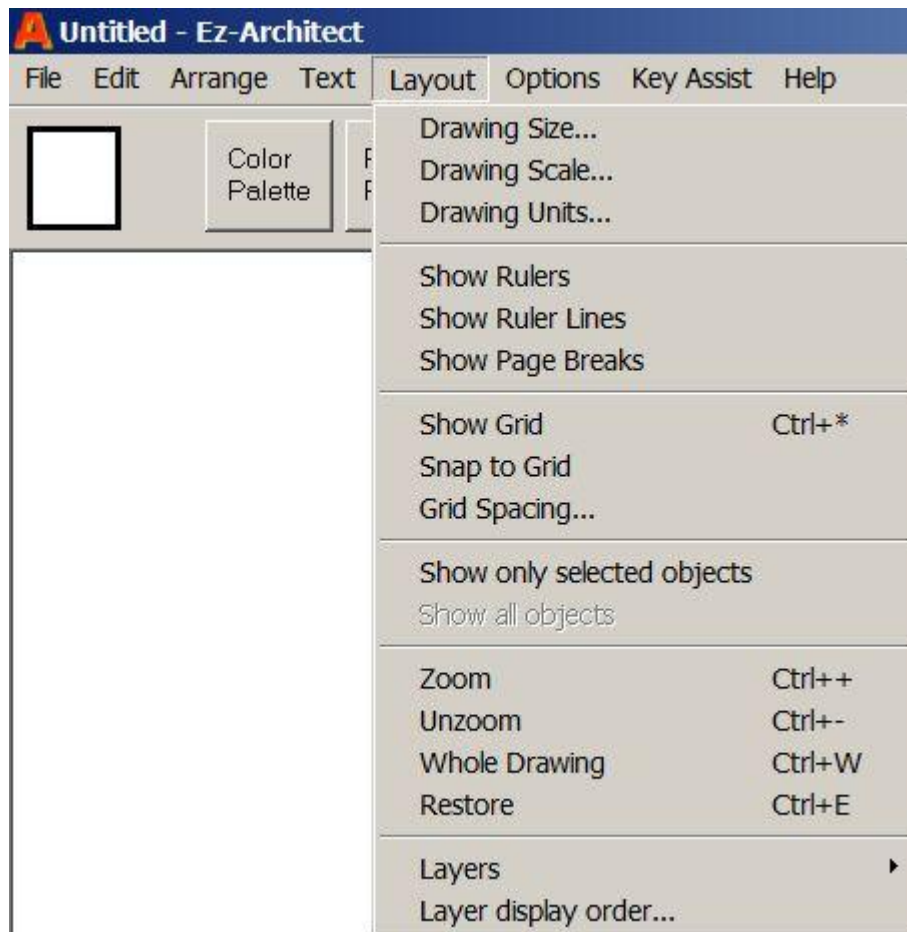 Untitled - Ez-Architect
File Edit Arrange Text Layout Options Key Assist Help
Color
Palette
Drawing Size...
Drawing Scale...
Drawing Units...
Show Rulers
Show Ruler Lines
Show Page Breaks
Show Grid Ctrl+*
Snap to Grid
Grid Spacing...
Show only selected objects
Show all objects
Zoom Ctrl++
Unzoom Ctrl+-
Whole Drawing Ctrl+W
Restore Ctrl+E
Layers
Layer display order...